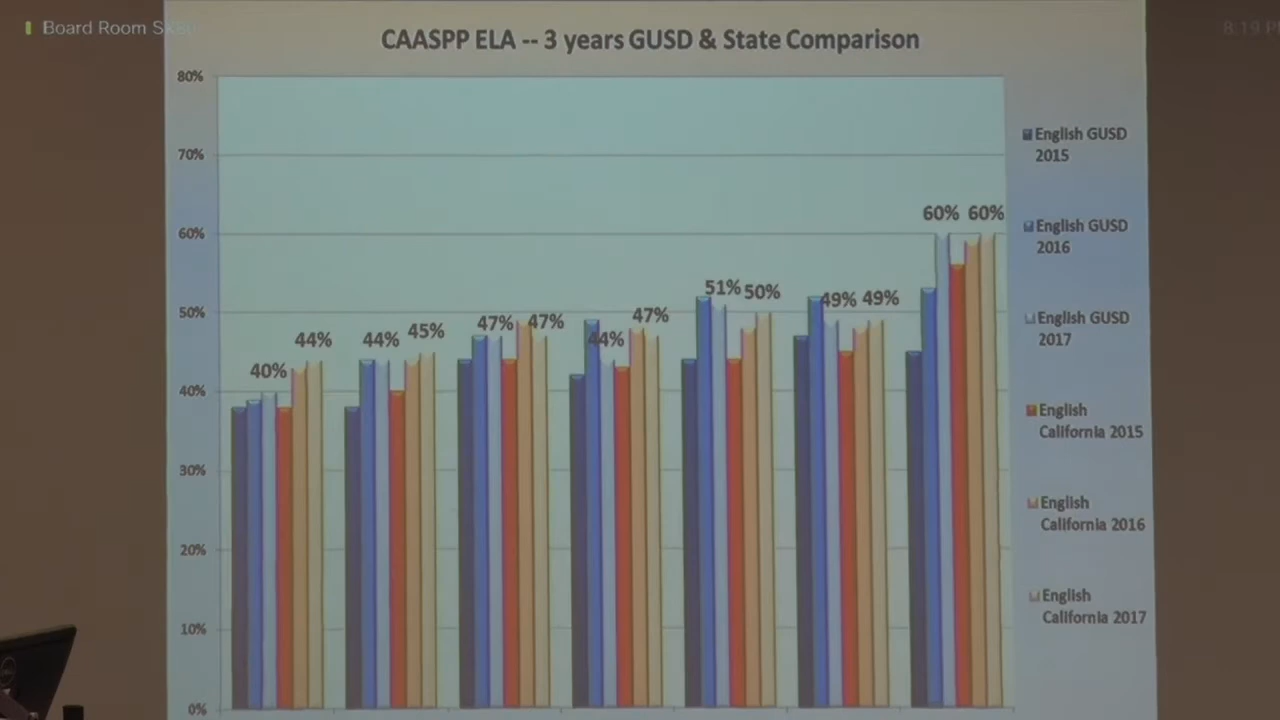 Board Room
CAASPP ELA -- 3 years GUSD & State Comparison
80%
70%
60%
50%
40%
30%
20%
10%
0%
40%
44%
44%
45%
47%
47%
44%
47%
51%
50%
49%
49%
60%
60%
English GUSD
2015
English GUSD
2016
English GUSD
2017
English
California 2015
English
California 2016
English
California 2017
8:19